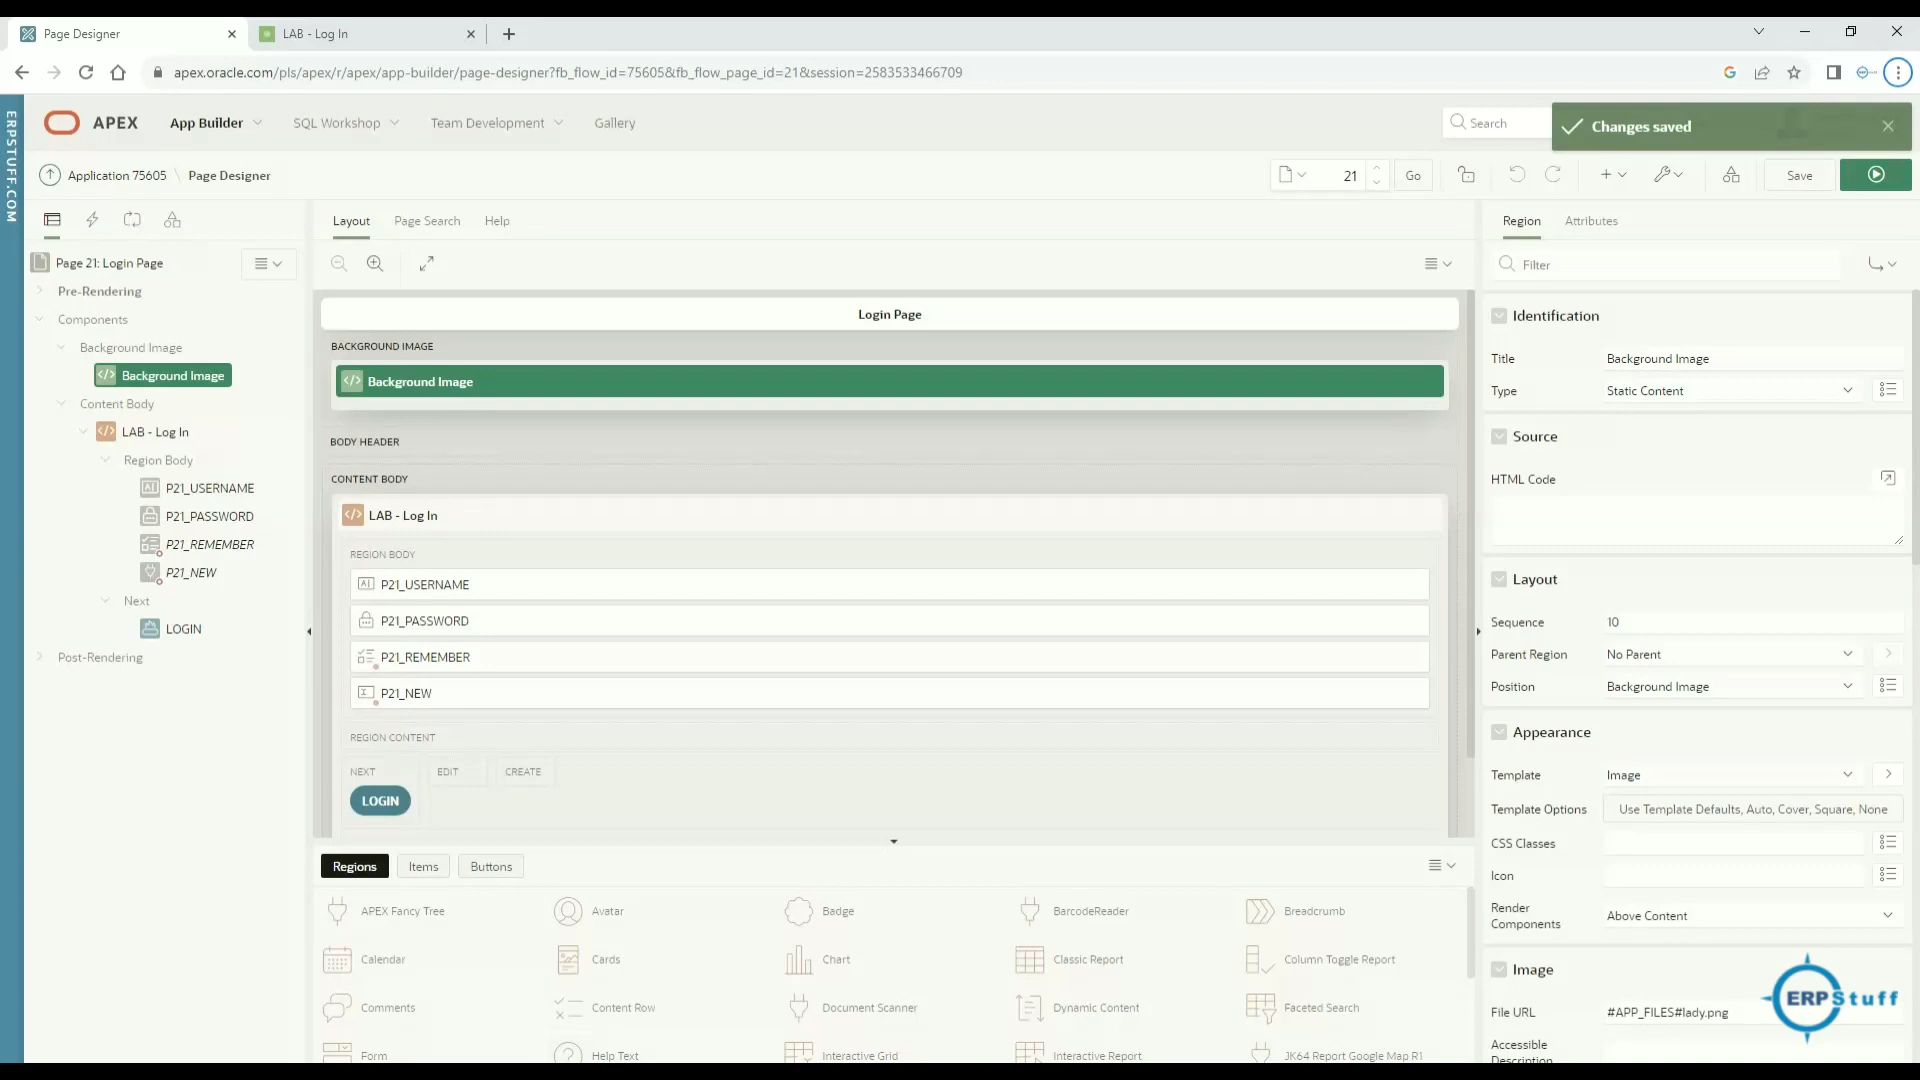 Page Designer
LAB - Log In
apex.oracle.com/pls/apex/r/apex/app-builder/page-designer?fb_flow_id=75605&fb_flow_page_id=21&session=2583533466709
ERPSTUFF.COM
APEX
App Builder
SQL Workshop
Team Development
Gallery
Search
Changes saved
Application 75605 \ Page Designer
21
Go
Save
Layout
Page Search
Help
Region
Attributes
Page 21: Login Page
Filter
Pre-Rendering
Components
Background Image
Background Image
Content Body
LAB - Log In
Region Body
P21_USERNAME
P21_PASSWORD
P21_REMEMBER
P21_NEW
Next
LOGIN
Post-Rendering
Login Page
BACKGROUND IMAGE
Background Image
BODY HEADER
CONTENT BODY
LAB - Log In
REGION BODY
P21_USERNAME
P21_PASSWORD
P21_REMEMBER
P21_NEW
REGION CONTENT
NEXT
EDIT
CREATE
LOGIN
Regions
Items
Buttons
APEX Fancy Tree
Avatar
Badge
BarcodeReader
Breadcrumb
Calendar
Cards
Chart
Classic Report
Column Toggle Report
Comments
Content Row
Document Scanner
Dynamic Content
Faceted Search
Form
Help Text
Interactive Grid
Interactive Report
JK64 Report Google Map R1
Identification
Title
Background Image
Type
Static Content
Source
HTML Code
Layout
Sequence
10
Parent Region
No Parent
Position
Background Image
Appearance
Template
Image
Template Options
Use Template Defaults, Auto, Cover, Square, None
CSS Classes
Icon
Render
Components
Above Content
Image
File URL
#APP_FILES#lady.png
Accessible
Description
ERPStuff